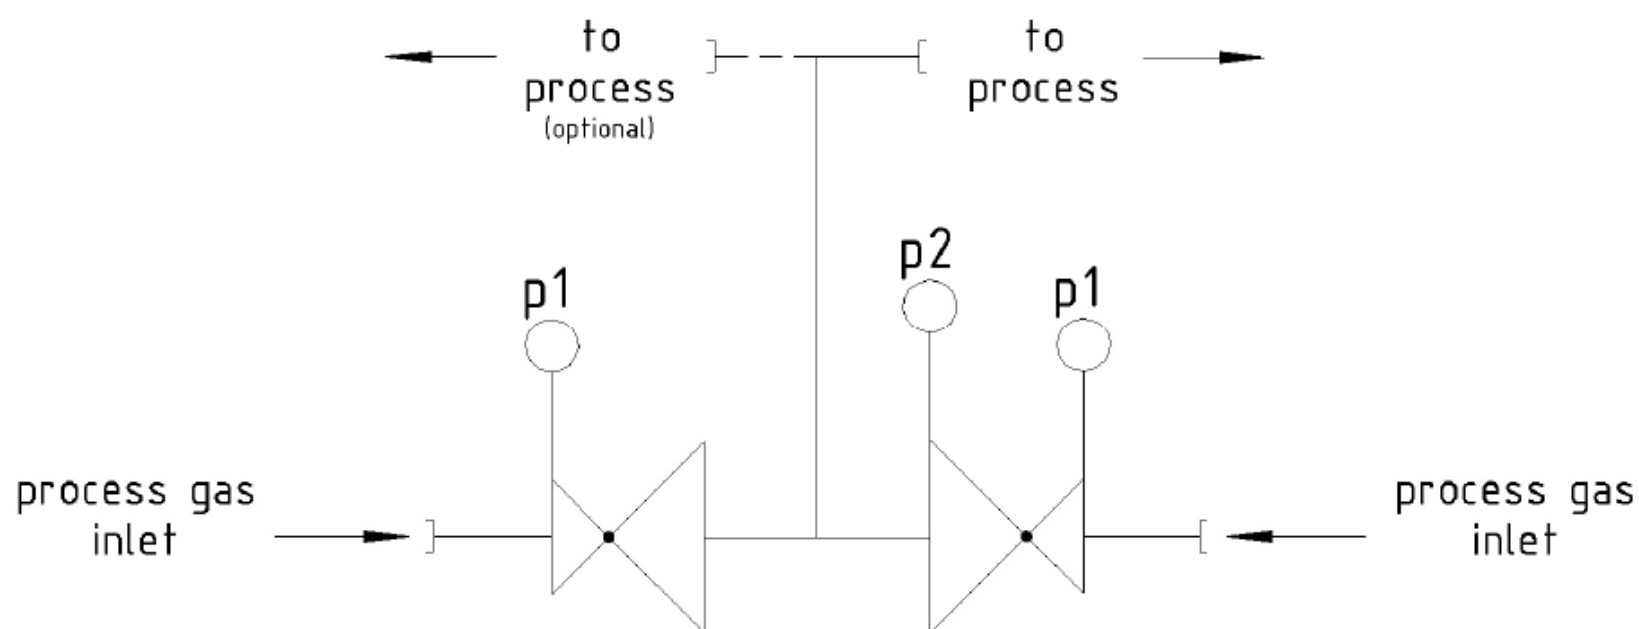 to
process
(optional)
to
process
p1
p2
p1
process gas
inlet
process gas
inlet